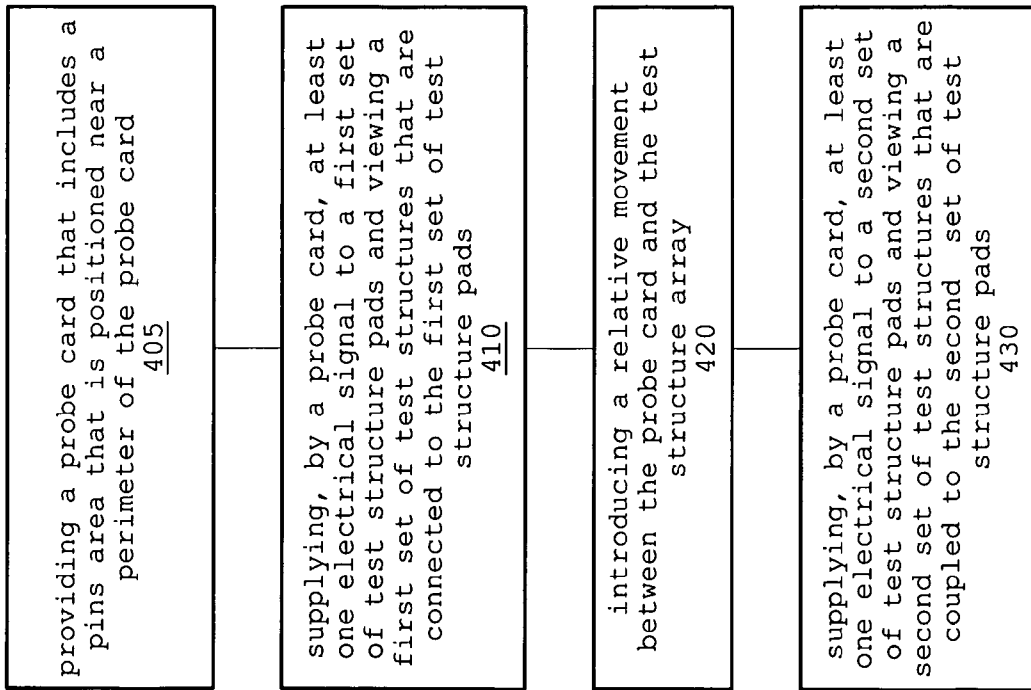 providing a probe card that includes a
pins area that is positioned near a
perimeter of the probe card
405
supplying, by a probe card, at least
one electrical signal to a first set
of test structure pads and viewing a
first set of test structures that are
connected to the first set of test
structure pads
410
introducing a relative movement
between the probe card and the test
structure array
420
supplying, by a probe card, at least
one electrical signal to a second set
of test structure pads and viewing a
second set of test structures that are
coupled to the second set of test
structure pads
430